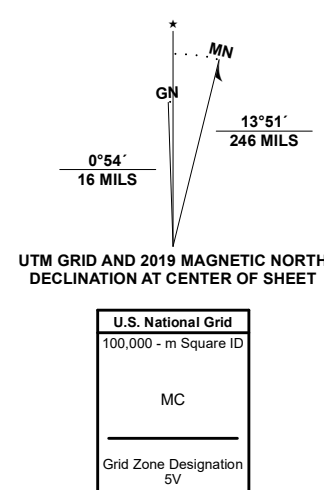 ★
MN
GN
13°51´
246 MILS
0°54´
16 MILS
UTM GRID AND 2019 MAGNETIC NORTH
DECLINATION AT CENTER OF SHEET
U.S. National Grid
100,000 - m Square ID
MC
Grid Zone Designation
5V